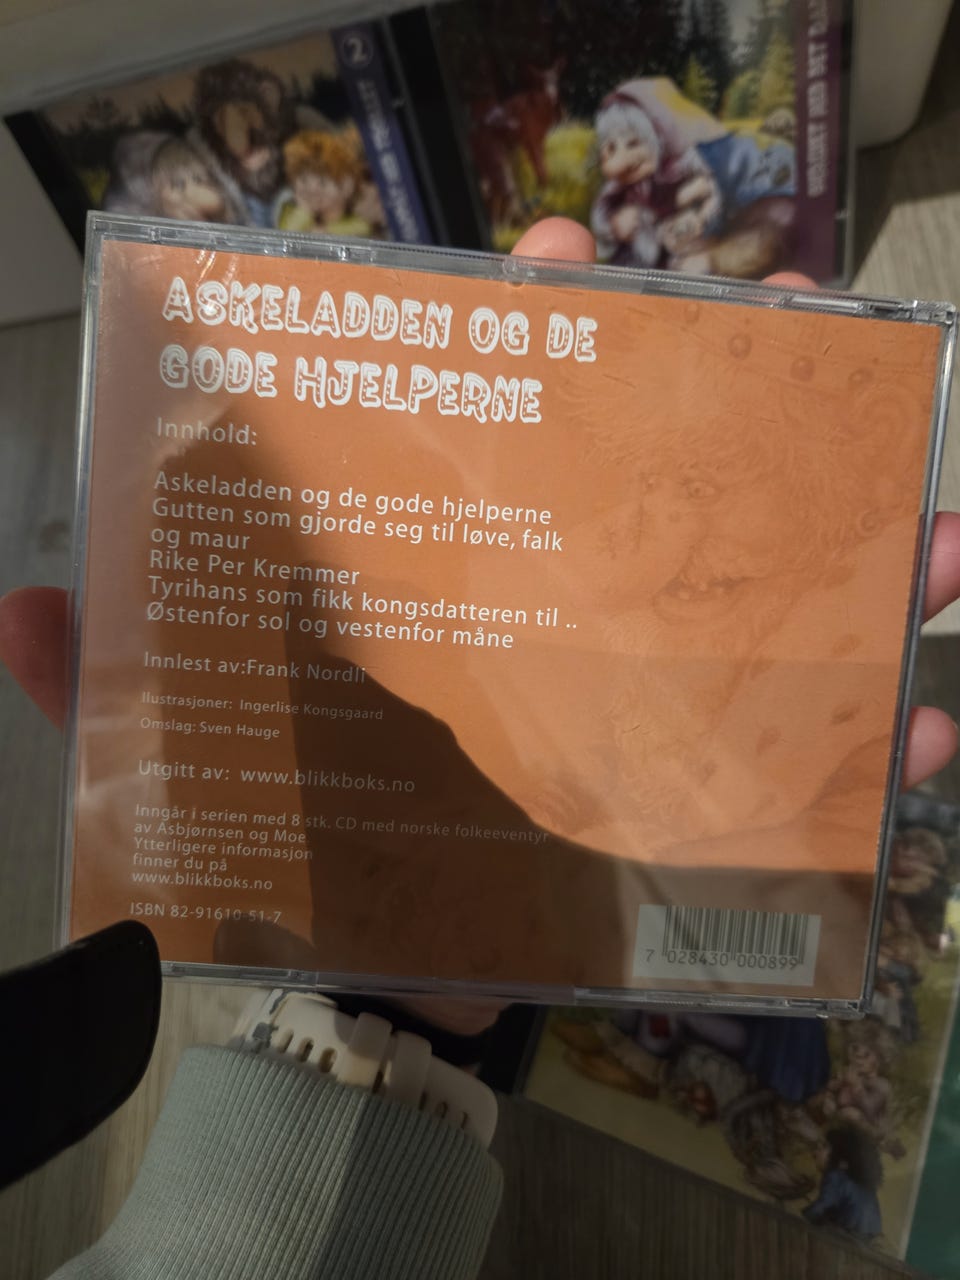 2
ASKELADDEN OG DE
GODE HJELPERNE
Innhold:
Askeladden og de gode hjelperne
Gutten som gjorde seg til løve, falk
og maur
Rike Per Kremmer
Tyrihans som fikk kongsdatteren til ..
Østenfor sol og vestenfor måne
Innlest av:Frank Nordli
Ilustrasjoner: Ingerlise Kongsgaard
Omslag: Sven Hauge
Utgitt av: www.blikkboks.no
Inngår i serien med 8 stk. CD med norske folkeeventyr
av Asbjørnsen og Moe
Ytterligere informasjon
finner du på
www.blikkboks.no
ISBN 82-91610-51-7
7 028430 000899